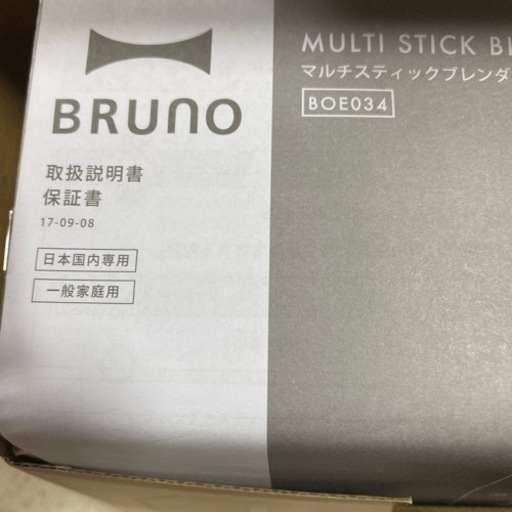 BRUNO
取扱説明書
保証書
17-09-08
日本国内専用
一般家庭用
MULTI STICK
マルチスティックブレンダ
BOE034